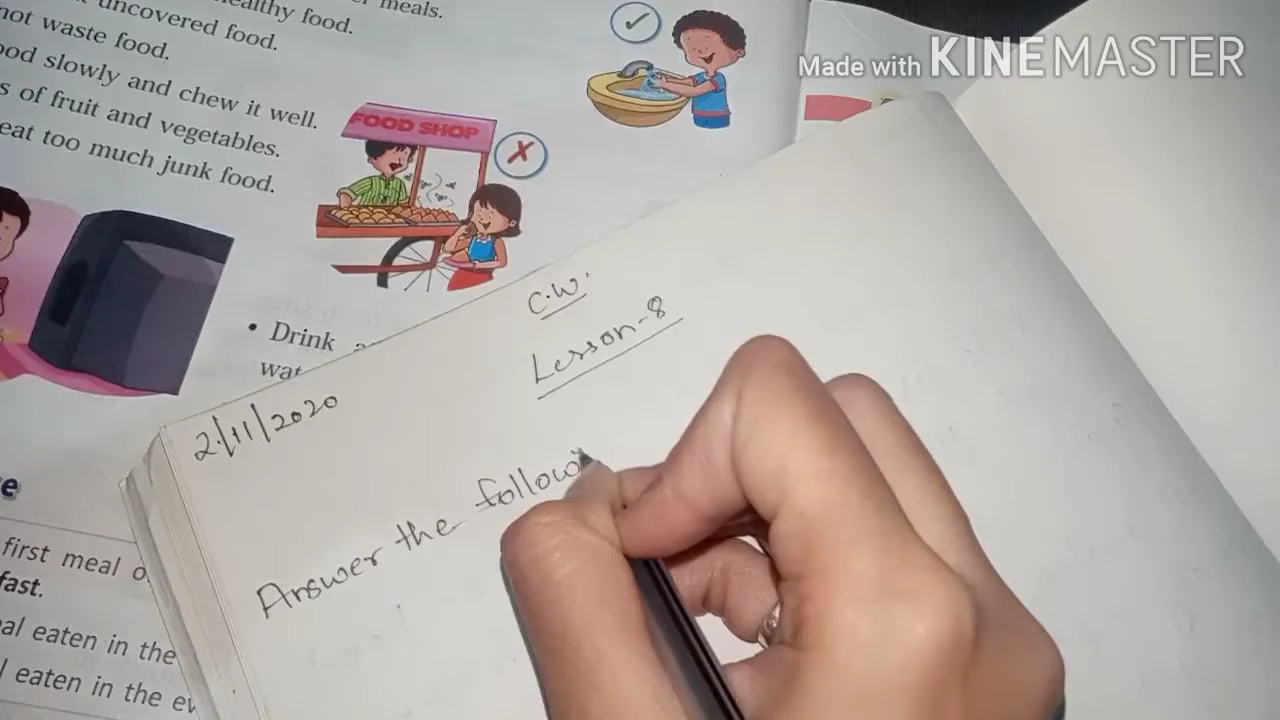 meals.
healthy food.
uncovered food.
not waste food.
food slowly and chew it well.
s of fruit and vegetables.
eat too much junk food.
FOOD SHOP
• Drink
wat
Made with KINEMASTER
C.W.
Lesson-8
2/11/2020
Answer the follow
e
first meal o
fast.
al eaten in the
l eaten in the ev